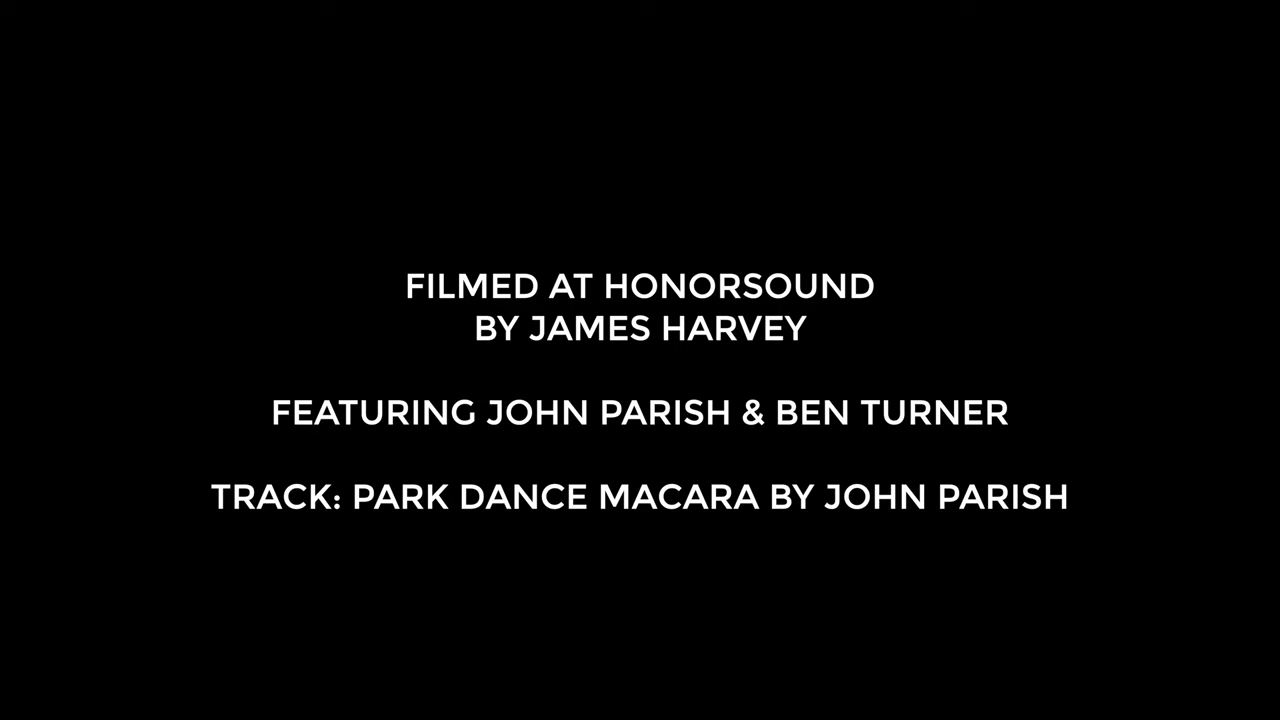 FILMED AT HONORSOUND
BY JAMES HARVEY
FEATURING JOHN PARISH & BEN TURNER
TRACK: PARK DANCE MACARA BY JOHN PARISH